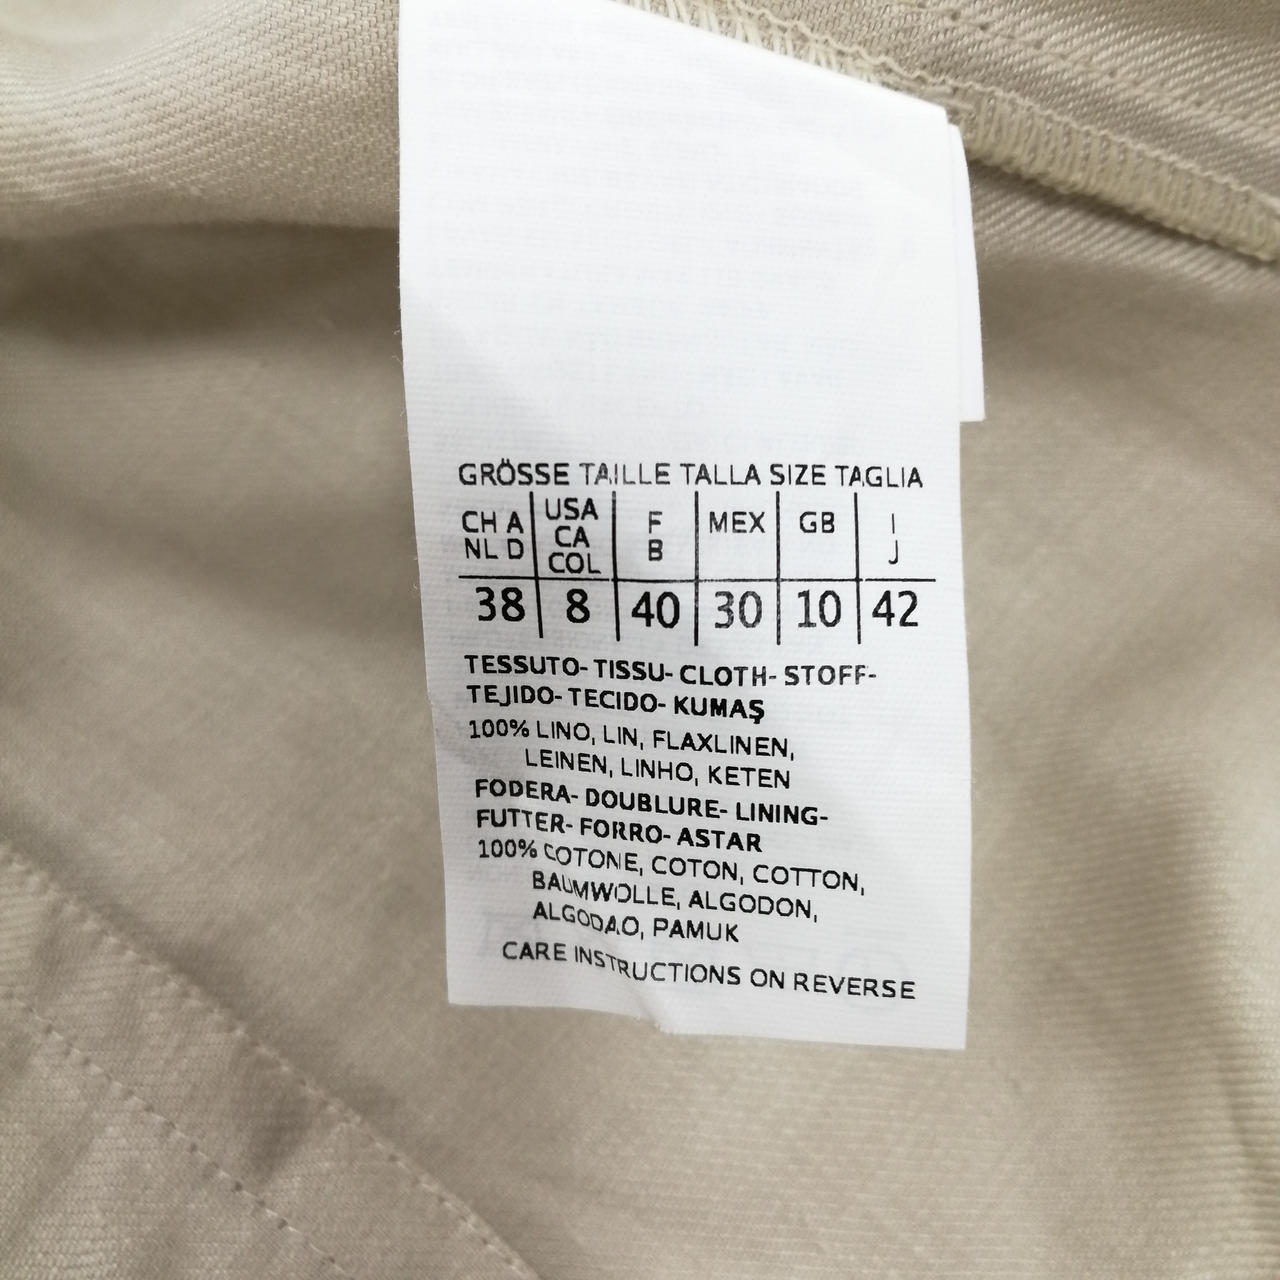 GRÖSSE TAILLE TALLA SIZE TAGLIA
CH A NL D | USA CA COL | F B | MEX | GB | I J
38 | 8 | 40 | 30 | 10 | 42
TESSUTO- TISSU- CLOTH- STOFF-
TEJIDO- TECIDO- KUMAŞ
100% LINO, LIN, FLAXLINEN,
LEINEN, LINHO, KETEN
FODERA- DOUBLURE- LINING-
FUTTER- FORRO- ASTAR
100% COTONE, COTON, COTTON,
BAUMWOLLE, ALGODON,
ALGODAO, PAMUK
CARE INSTRUCTIONS ON REVERSE